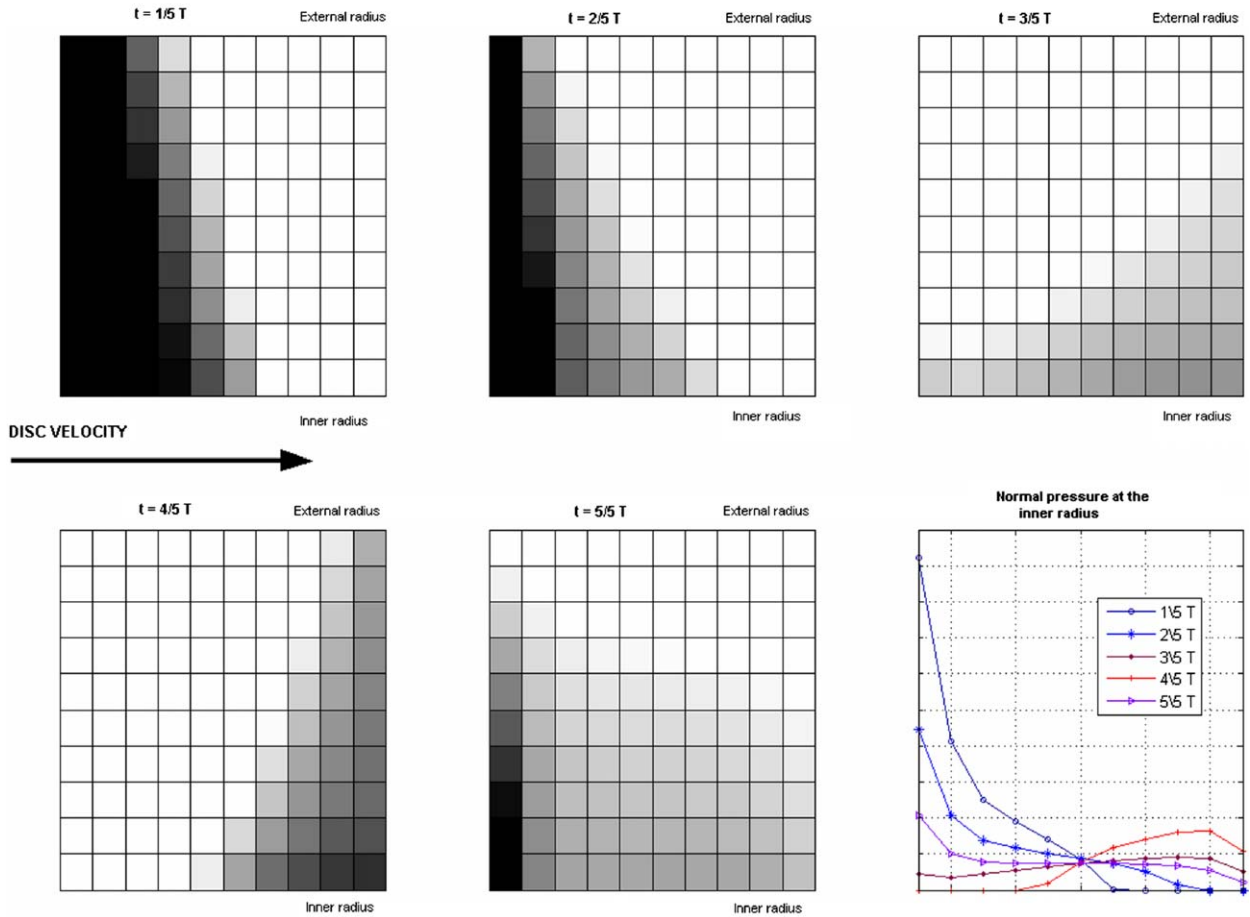 t = 1/5 T
External radius
t = 2/5 T
External radius
t = 3/5 T
External radius
Inner radius
Inner radius
Inner radius
DISC VELOCITY
t = 4/5 T
External radius
t = 5/5 T
External radius
Normal pressure at the
inner radius
1\5 T
2\5 T
3\5 T
4\5 T
5\5 T
Inner radius
Inner radius